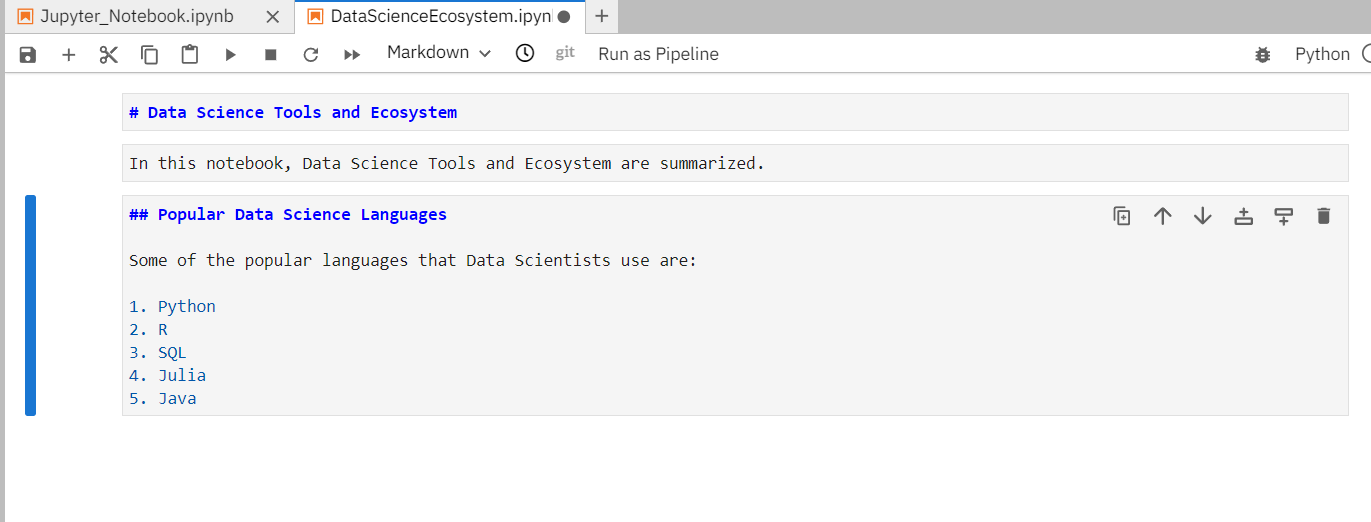 Jupyter_Notebook.ipynb
DataScienceEcosystem.ipyn
Markdown
git
Run as Pipeline
Python
# Data Science Tools and Ecosystem
In this notebook, Data Science Tools and Ecosystem are summarized.
## Popular Data Science Languages
Some of the popular languages that Data Scientists use are:
1. Python
2. R
3. SQL
4. Julia
5. Java